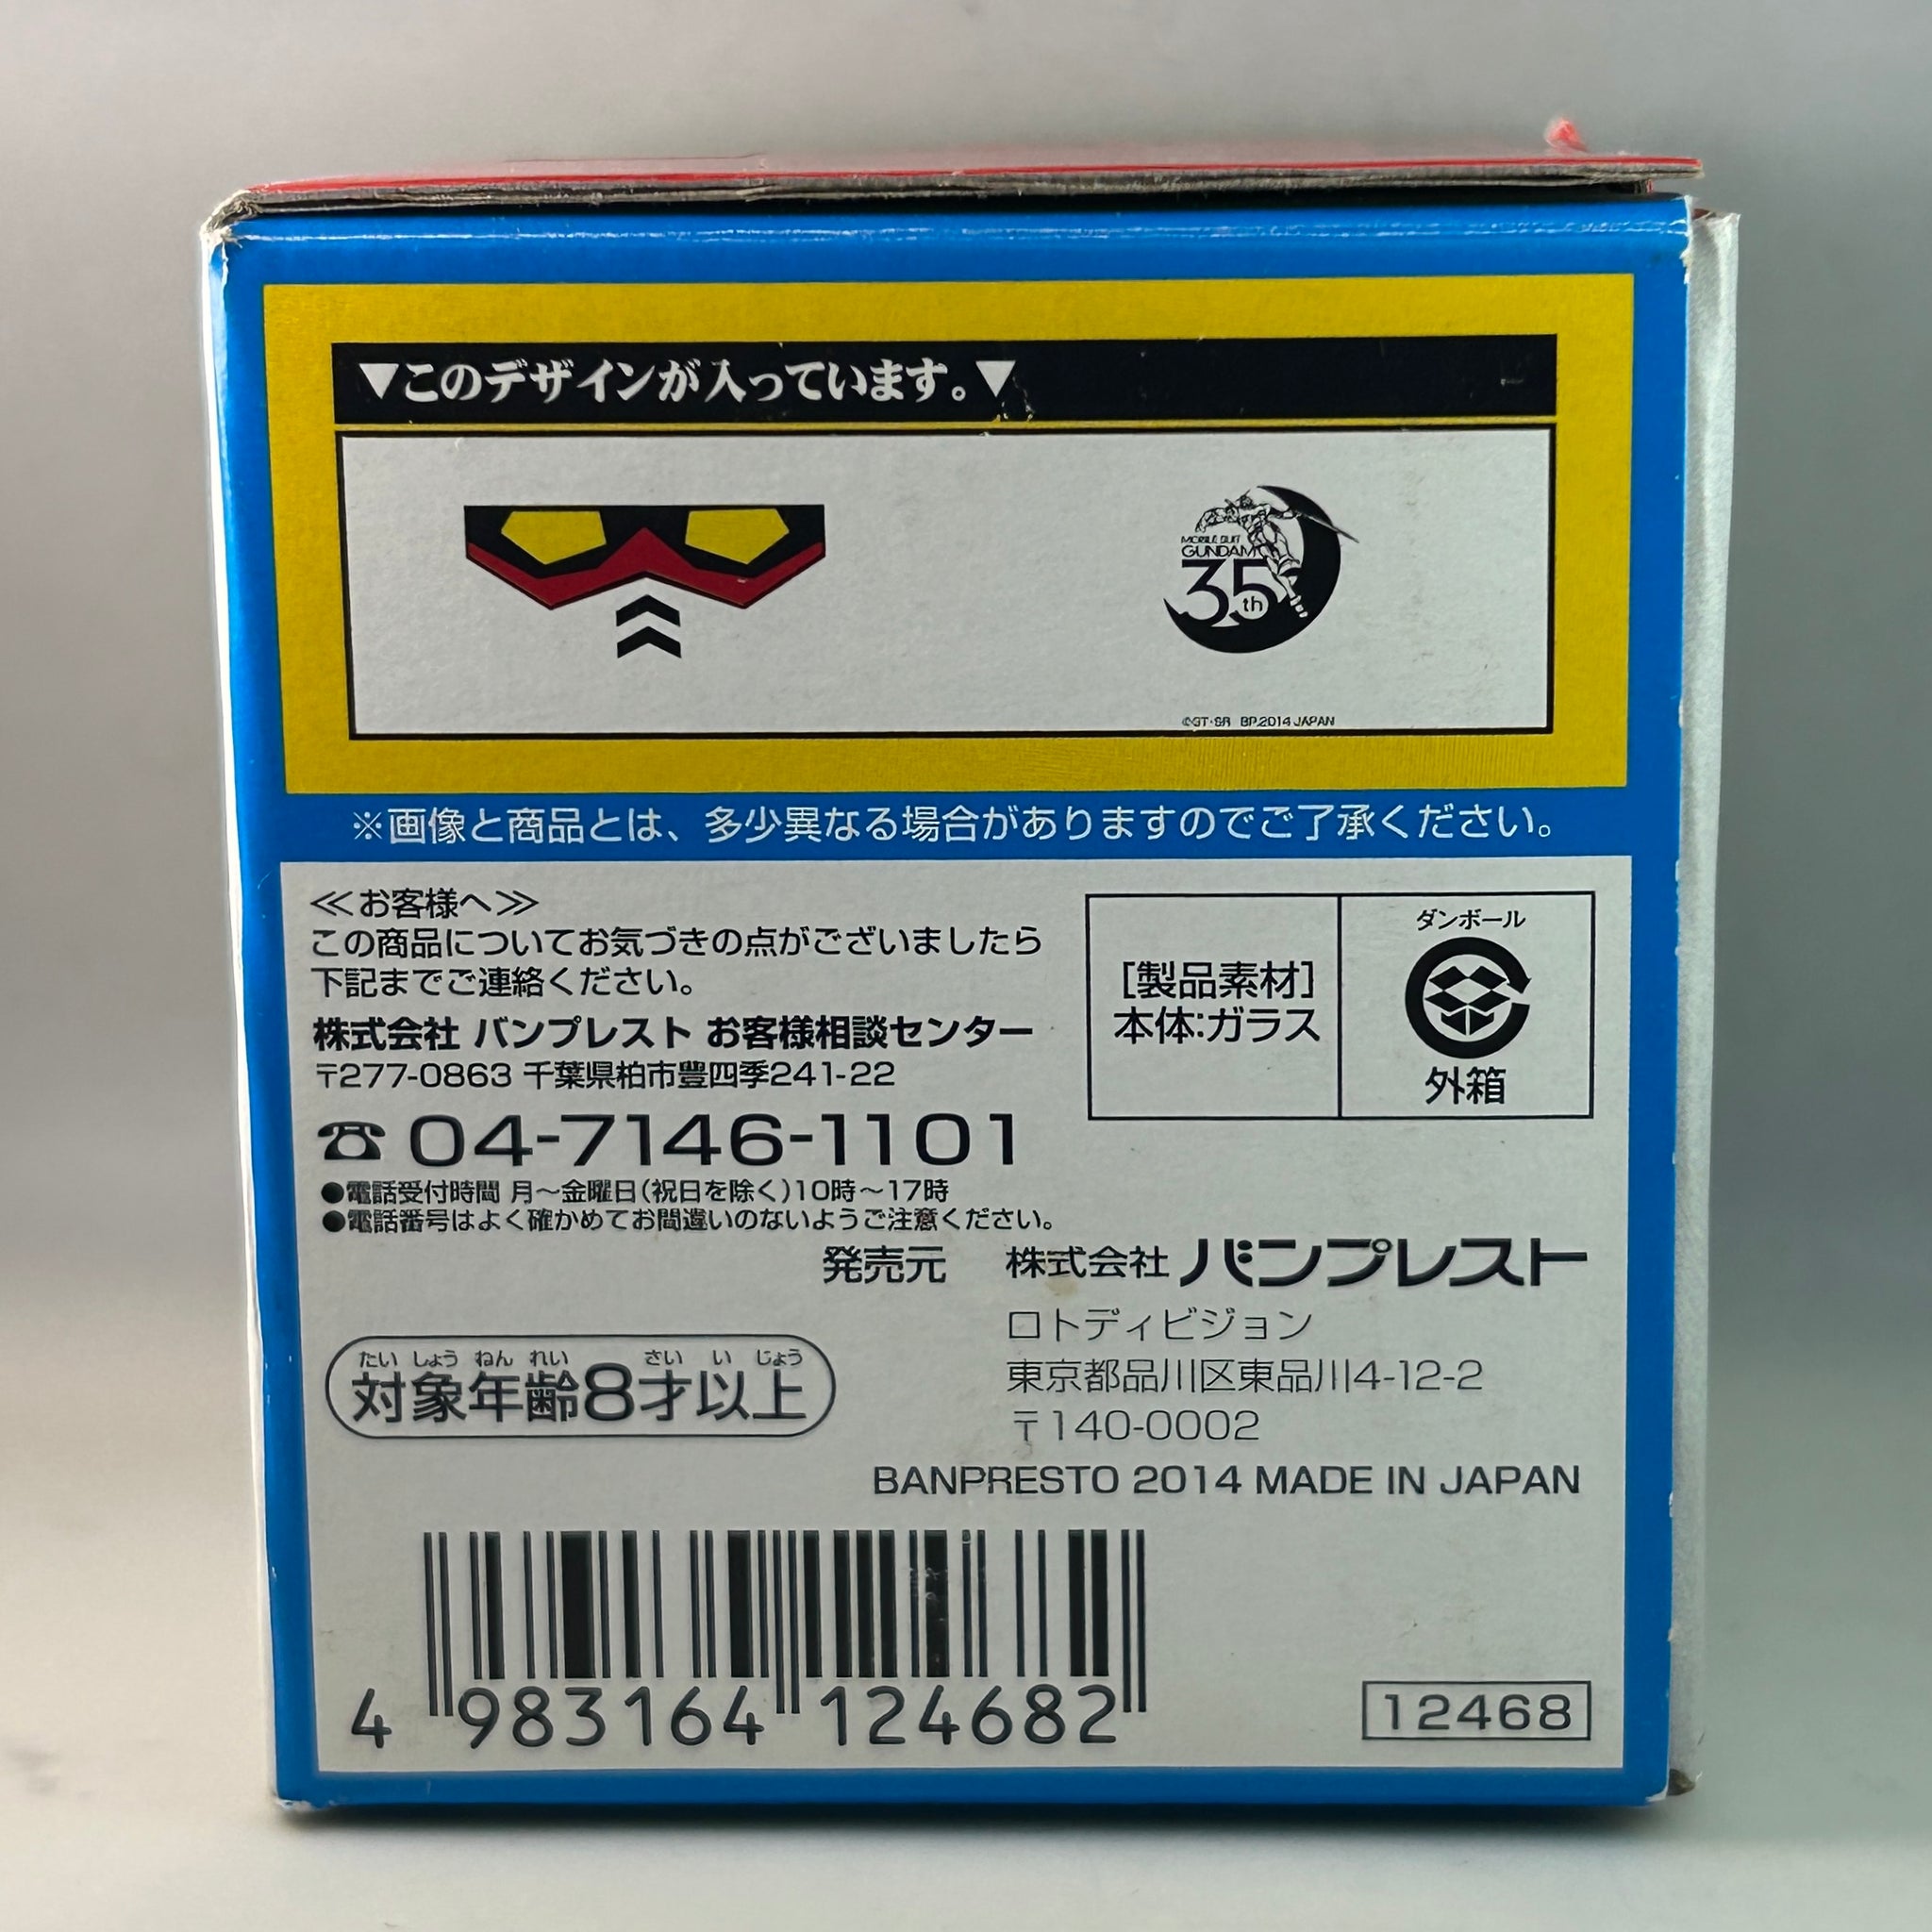 ▼このデザインが入っています。▼
MOBILE SUIT
GUNDAM
35th
©ST・SR BP.2014 JAPAN
※画像と商品とは、多少異なる場合がありますのでご了承ください。
≪お客様へ≫
この商品についてお気づきの点がございましたら
下記までご連絡ください。
株式会社 バンプレスト お客様相談センター
〒277-0863 千葉県柏市豊四季241-22
☎04-7146-1101
●電話受付時間 月～金曜日(祝日を除く)10時～17時
●電話番号はよく確かめてお間違いのないようご注意ください。
[製品素材]
本体:ガラス
ダンボール
外箱
発売元 株式会社バンプレスト
ロトディビジョン
東京都品川区東品川4-12-2
〒140-0002
たいしょうねんれい さいいじょう
対象年齢8才以上
BANPRESTO 2014 MADE IN JAPAN
4 983164 124682
12468